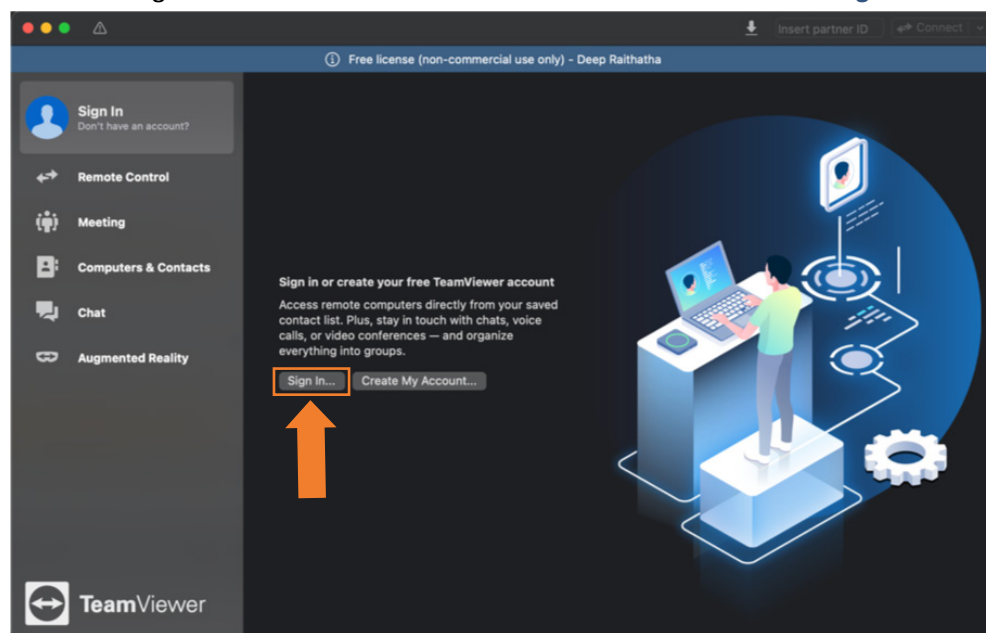 Insert partner ID
Connect
Free license (non-commercial use only) - Deep Raithatha
Sign In
Don't have an account?
Remote Control
Meeting
Computers & Contacts
Chat
Augmented Reality
Sign in or create your free TeamViewer account
Access remote computers directly from your saved
contact list. Plus, stay in touch with chats, voice
calls, or video conferences — and organize
everything into groups.
Sign In... Create My Account...
TeamViewer